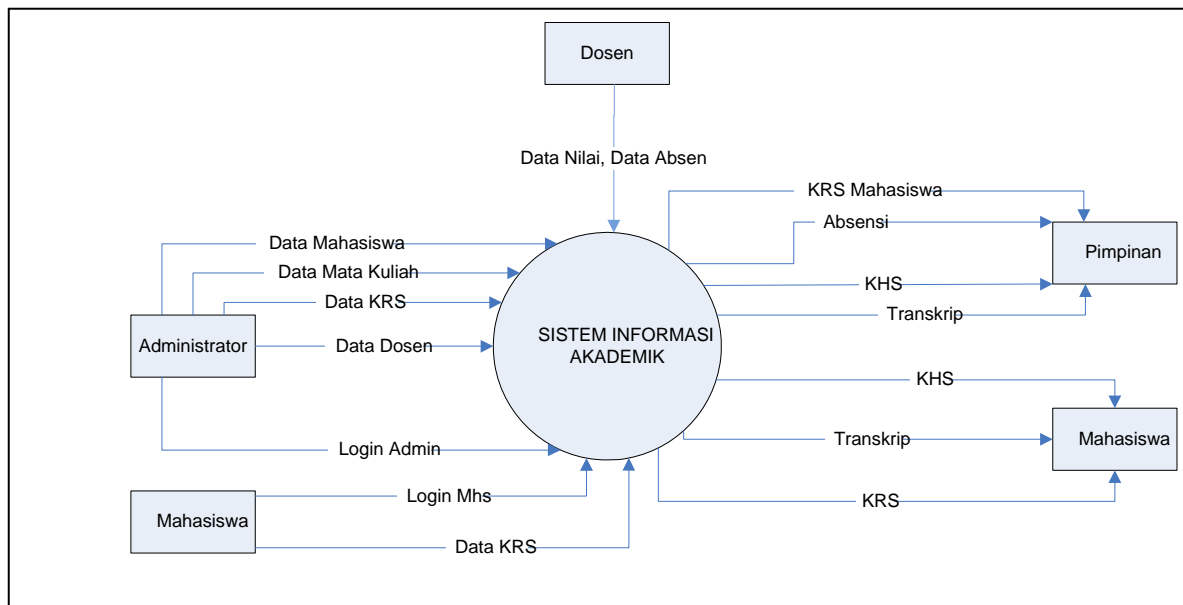 Dosen
Data Nilai, Data Absen
KRS Mahasiswa
Absensi
Data Mahasiswa
Pimpinan
Data Mata Kuliah
KHS
Data KRS
Transkrip
SISTEM INFORMASI
AKADEMIK
Administrator
Data Dosen
KHS
Transkrip
Mahasiswa
Login Admin
Login Mhs
KRS
Mahasiswa
Data KRS